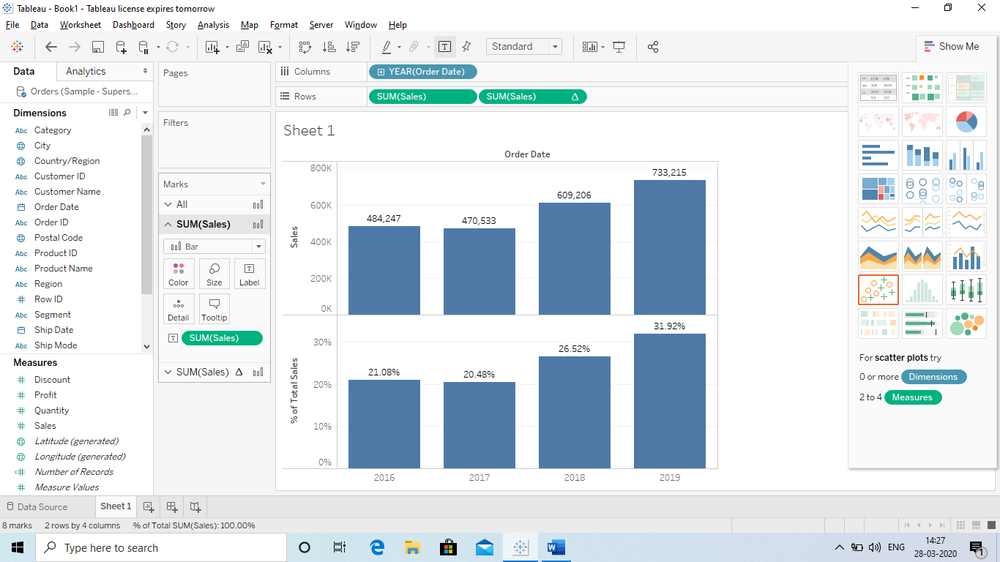 Tableau - Book1 - Tableau license expires tomorrow
File Data Worksheet Dashboard Story Analysis Map Format Server Window Help
Standard
Show Me
Data Analytics
Orders (Sample - Supers...
Dimensions
Abc Category
City
Country/Region
Abc Customer ID
Abc Customer Name
Order Date
Abc Order ID
Postal Code
Abc Product ID
Abc Product Name
Abc Region
Row ID
Abc Segment
Ship Date
Abc Ship Mode
Measures
Discount
Profit
Quantity
Sales
Latitude (generated)
Longitude (generated)
Number of Records
Measure Values
Pages
Filters
Marks
All
SUM(Sales)
Bar
Color Size Label
Detail Tooltip
SUM(Sales)
SUM(Sales) Δ
Columns YEAR(Order Date)
Rows SUM(Sales) SUM(Sales) Δ
Sheet 1
Order Date
Sales
800K
600K
400K
200K
0K
484,247
470,533
609,206
733,215
% of Total Sales
30%
20%
10%
0%
21.08%
20.48%
26.52%
31.92%
2016 2017 2018 2019
For scatter plots try
0 or more Dimensions
2 to 4 Measures
Data Source Sheet 1
8 marks 2 rows by 4 columns % of Total SUM(Sales): 100.00%
Type here to search
ENG
14:27
28-03-2020
1